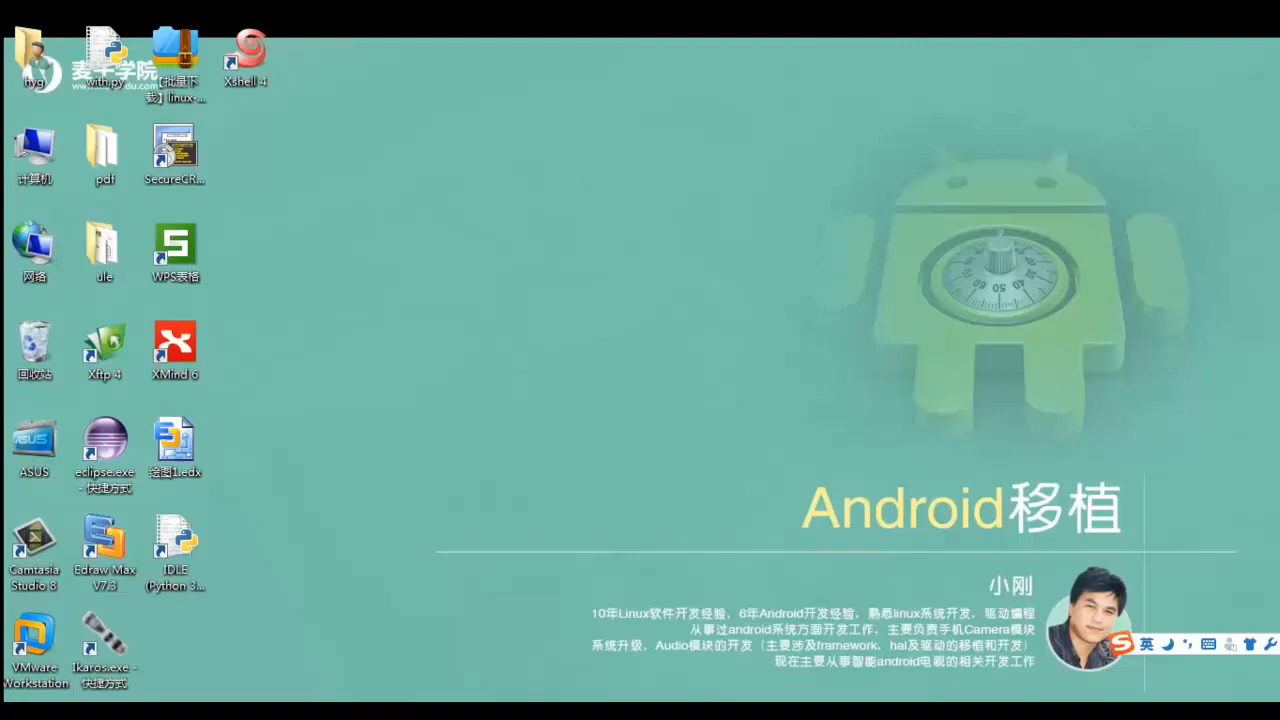 hyg
with.py
【批量下
载】linux-...
Xshell 4
麦子学院
计算机
pdf
SecureCR...
网络
ule
WPS表格
回收站
Xftp 4
XMind 6
ASUS
eclipse.exe
- 快捷方式
绘图1.edx
Camtasia
Studio 8
Edraw Max
V7.3
IDLE
(Python 3...
VMware
Workstation
Ikaros.exe -
快捷方式
60 50 40
Android移植
小刚
10年Linux软件开发经验、6年Android开发经验、熟悉linux系统开发、驱动编程
从事过android系统方面开发工作、主要负责手机Camera模块
系统升级、Audio模块的开发（主要涉及framework、hal及驱动的移植和开发）
现在主要从事智能android电视的相关开发工作
英